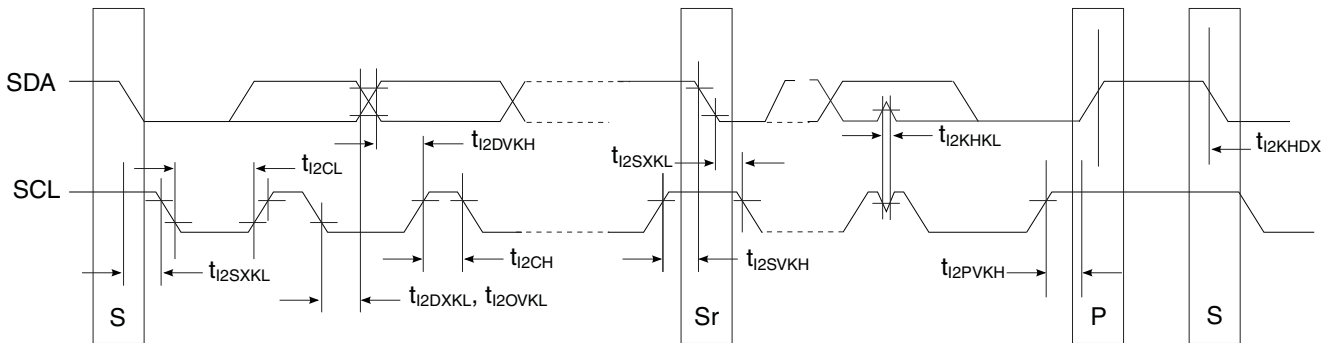 SDA
SCL
tI2CL
tI2DVKH
tI2SXKL
tI2KHKL
tI2KHDX
tI2SXKL
tI2CH
tI2DXKL, tI2OVKL
tI2SVKH
tI2PVKH
S
Sr
P
S